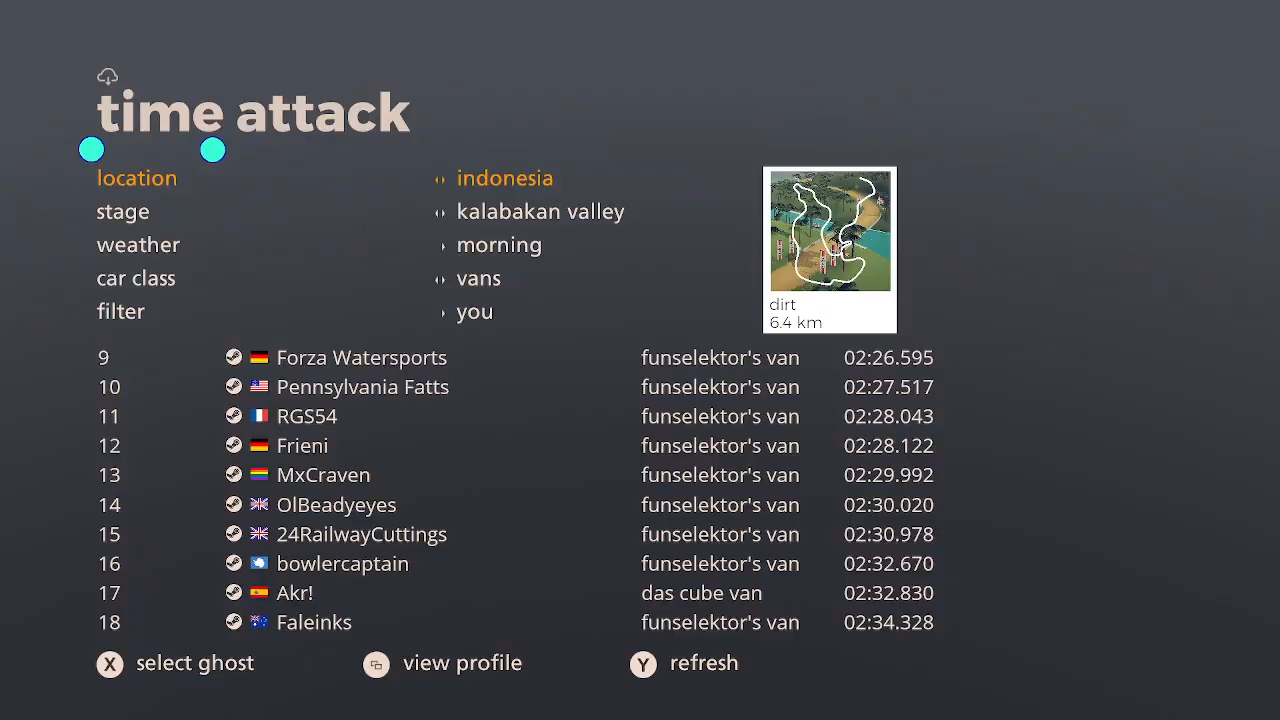 time attack
location indonesia
stage kalabakan valley
weather morning
car class vans
filter you
dirt
6.4 km
9 Forza Watersports funselektor's van 02:26.595
10 Pennsylvania Fatts funselektor's van 02:27.517
11 RGS54 funselektor's van 02:28.043
12 Frieni funselektor's van 02:28.122
13 MxCraven funselektor's van 02:29.992
14 OlBeadyeyes funselektor's van 02:30.020
15 24RailwayCuttings funselektor's van 02:30.978
16 bowlercaptain funselektor's van 02:32.670
17 Akr! das cube van 02:32.830
18 Faleinks funselektor's van 02:34.328
X select ghost view profile Y refresh